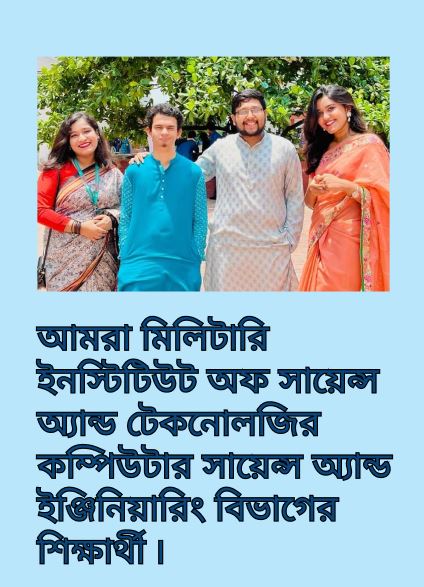 আমরা মিলিটারি
ইনস্টিটিউট অফ সায়েন্স
অ্যান্ড টেকনোলজির
কম্পিউটার সায়েন্স অ্যান্ড
ইঞ্জিনিয়ারিং বিভাগের
শিক্ষার্থী।